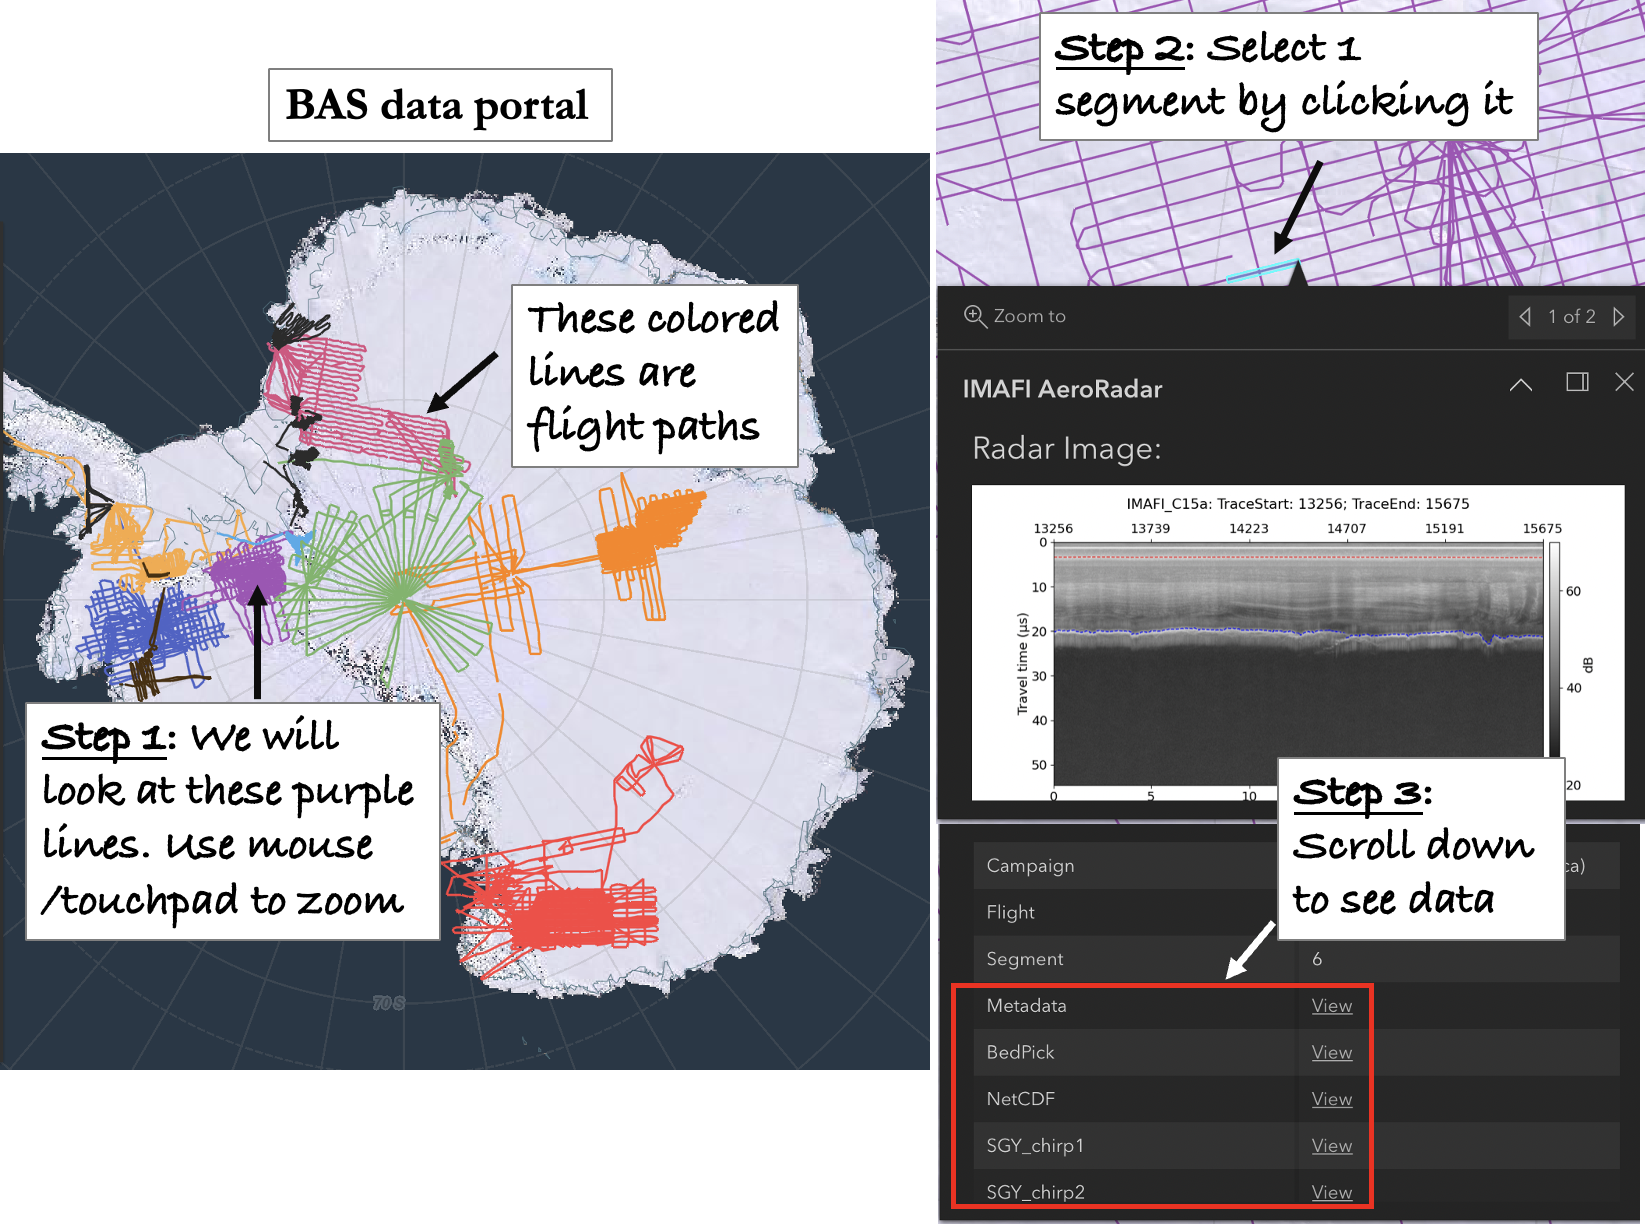 BAS data portal
These colored
lines are
flight paths
Step 1: We will
look at these purple
lines. Use mouse
/touchpad to zoom
70 S
Step 2: Select 1
segment by clicking it
Zoom to
1 of 2
IMAFI AeroRadar
Radar Image:
IMAFI_C15a: TraceStart: 13256; TraceEnd: 15675
13256 13739 14223 14707 15191 15675
0
10
20
30
40
50
Travel time (µs)
0 5 10
60
40
20
dB
Step 3:
Scroll down
to see data
Campaign ca)
Flight
Segment 6
Metadata View
BedPick View
NetCDF View
SGY_chirp1 View
SGY_chirp2 View